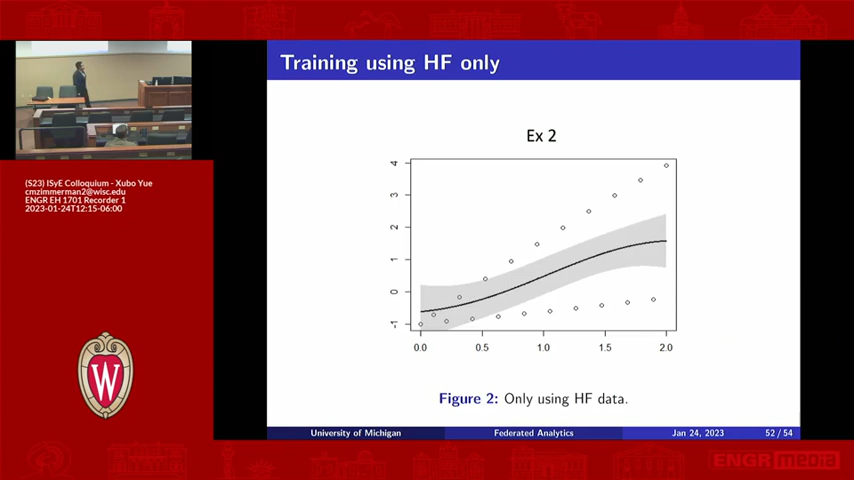 Training using HF only
Ex 2
4
3
2
1
0
-1
0.0 0.5 1.0 1.5 2.0
Figure 2: Only using HF data.
University of Michigan Federated Analytics Jan 24, 2023 52 / 54
(S23) ISyE Colloquium - Xubo Yue
cmzimmerman2@wisc.edu
ENGR EH 1701 Recorder 1
2023-01-24T12:15-06:00
W
ENGR media